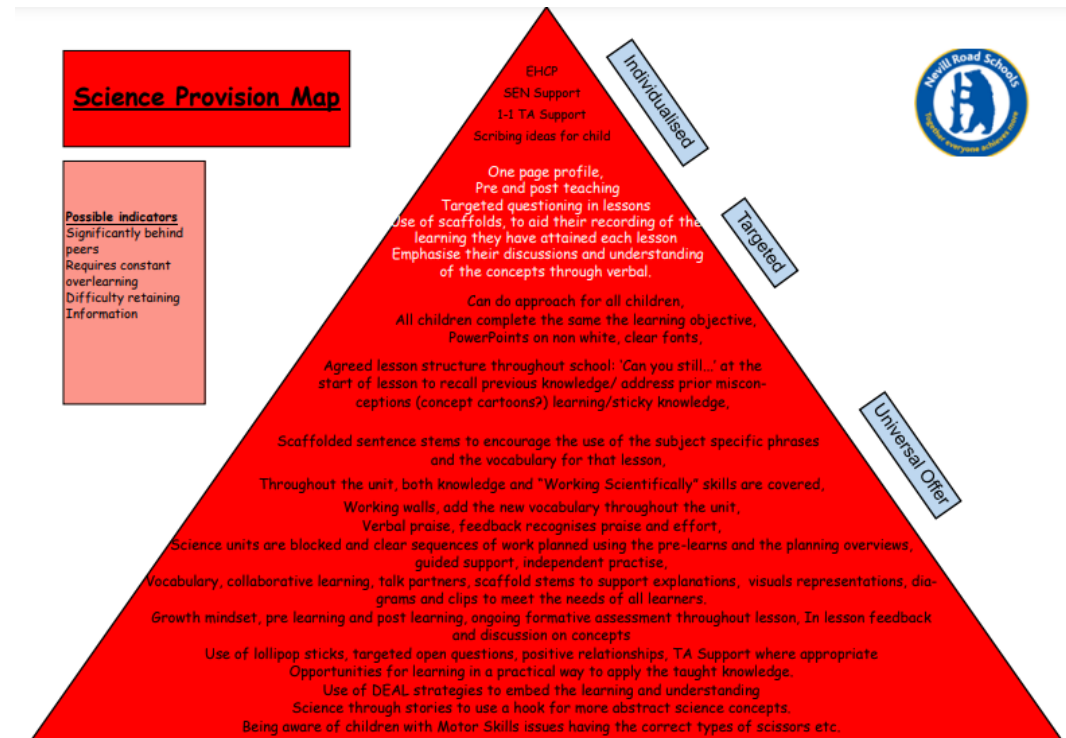 Science Provision Map
Possible indicators
Significantly behind
peers
Requires constant
overlearning
Difficulty retaining
Information
EHCP
SEN Support
1-1 TA Support
Scribing ideas for child
Individualised
Nevill Road Schools
Together everyone achieves more
One page profile,
Pre and post teaching
Targeted questioning in lessons
Use of scaffolds, to aid their recording of the
learning they have attained each lesson
Emphasise their discussions and understanding
of the concepts through verbal.
Targeted
Can do approach for all children,
All children complete the same the learning objective,
PowerPoints on non white, clear fonts,
Agreed lesson structure throughout school: 'Can you still...' at the
start of lesson to recall previous knowledge/ address prior miscon-
ceptions (concept cartoons?) learning/sticky knowledge,
Scaffolded sentence stems to encourage the use of the subject specific phrases
and the vocabulary for that lesson,
Throughout the unit, both knowledge and "Working Scientifically" skills are covered,
Working walls, add the new vocabulary throughout the unit,
Verbal praise, feedback recognises praise and effort,
Science units are blocked and clear sequences of work planned using the pre-learns and the planning overviews,
guided support, independent practise,
Vocabulary, collaborative learning, talk partners, scaffold stems to support explanations, visuals representations, dia-
grams and clips to meet the needs of all learners.
Growth mindset, pre learning and post learning, ongoing formative assessment throughout lesson, In lesson feedback
and discussion on concepts
Use of lollipop sticks, targeted open questions, positive relationships, TA Support where appropriate
Opportunities for learning in a practical way to apply the taught knowledge.
Use of DEAL strategies to embed the learning and understanding
Science through stories to use a hook for more abstract science concepts.
Being aware of children with Motor Skills issues having the correct types of scissors etc.
Universal Offer